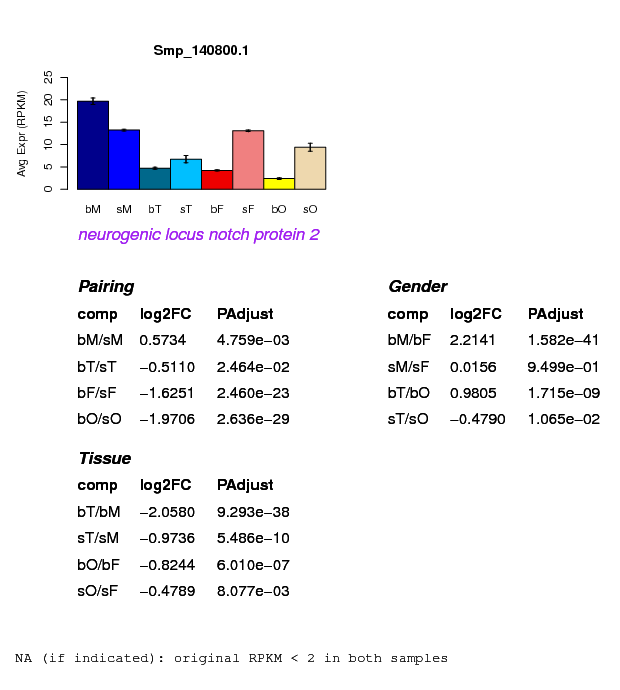 Smp_140800.1
Avg Expr (RPKM)
0 5 10 15 20 25
bM sM bT sT bF sF bO sO
neurogenic locus notch protein 2
Pairing
comp log2FC PAdjust
bM/sM 0.5734 4.759e−03
bT/sT −0.5110 2.464e−02
bF/sF −1.6251 2.460e−23
bO/sO −1.9706 2.636e−29
Gender
comp log2FC PAdjust
bM/bF 2.2141 1.582e−41
sM/sF 0.0156 9.499e−01
bT/bO 0.9805 1.715e−09
sT/sO −0.4790 1.065e−02
Tissue
comp log2FC PAdjust
bT/bM −2.0580 9.293e−38
sT/sM −0.9736 5.486e−10
bO/bF −0.8244 6.010e−07
sO/sF −0.4789 8.077e−03
NA (if indicated): original RPKM < 2 in both samples